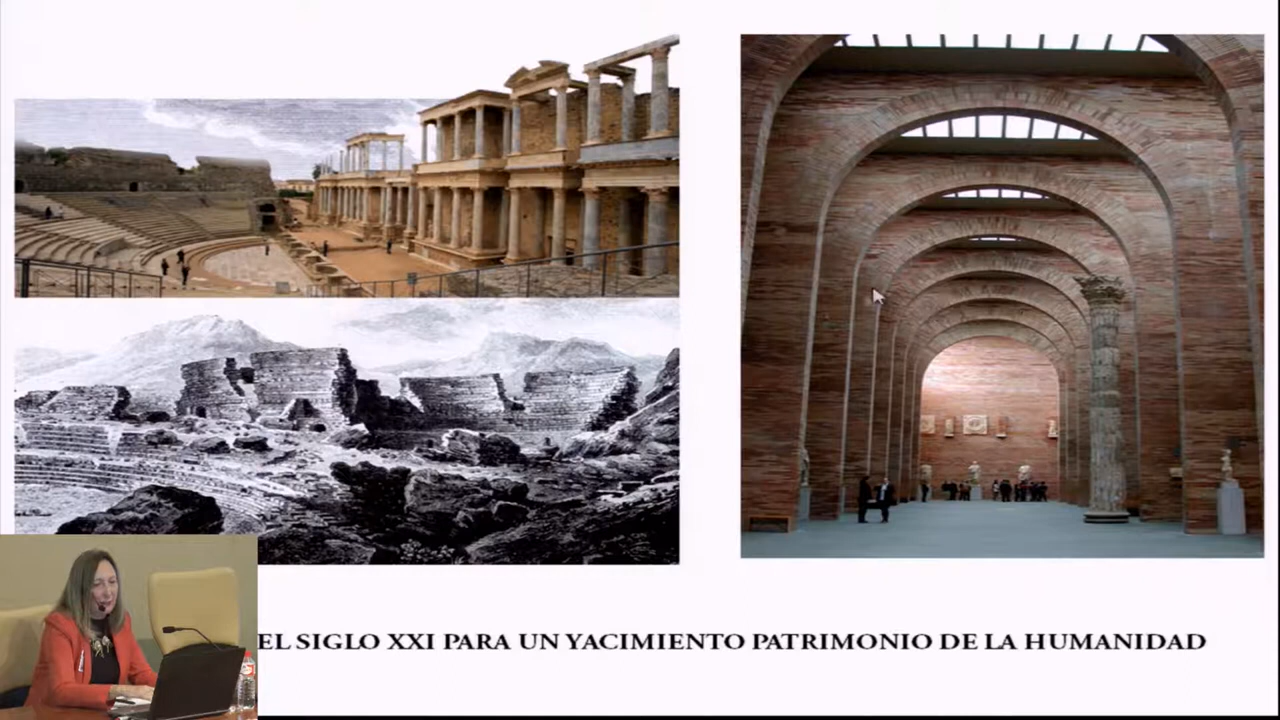 EL SIGLO XXI PARA UN YACIMIENTO PATRIMONIO DE LA HUMANIDAD